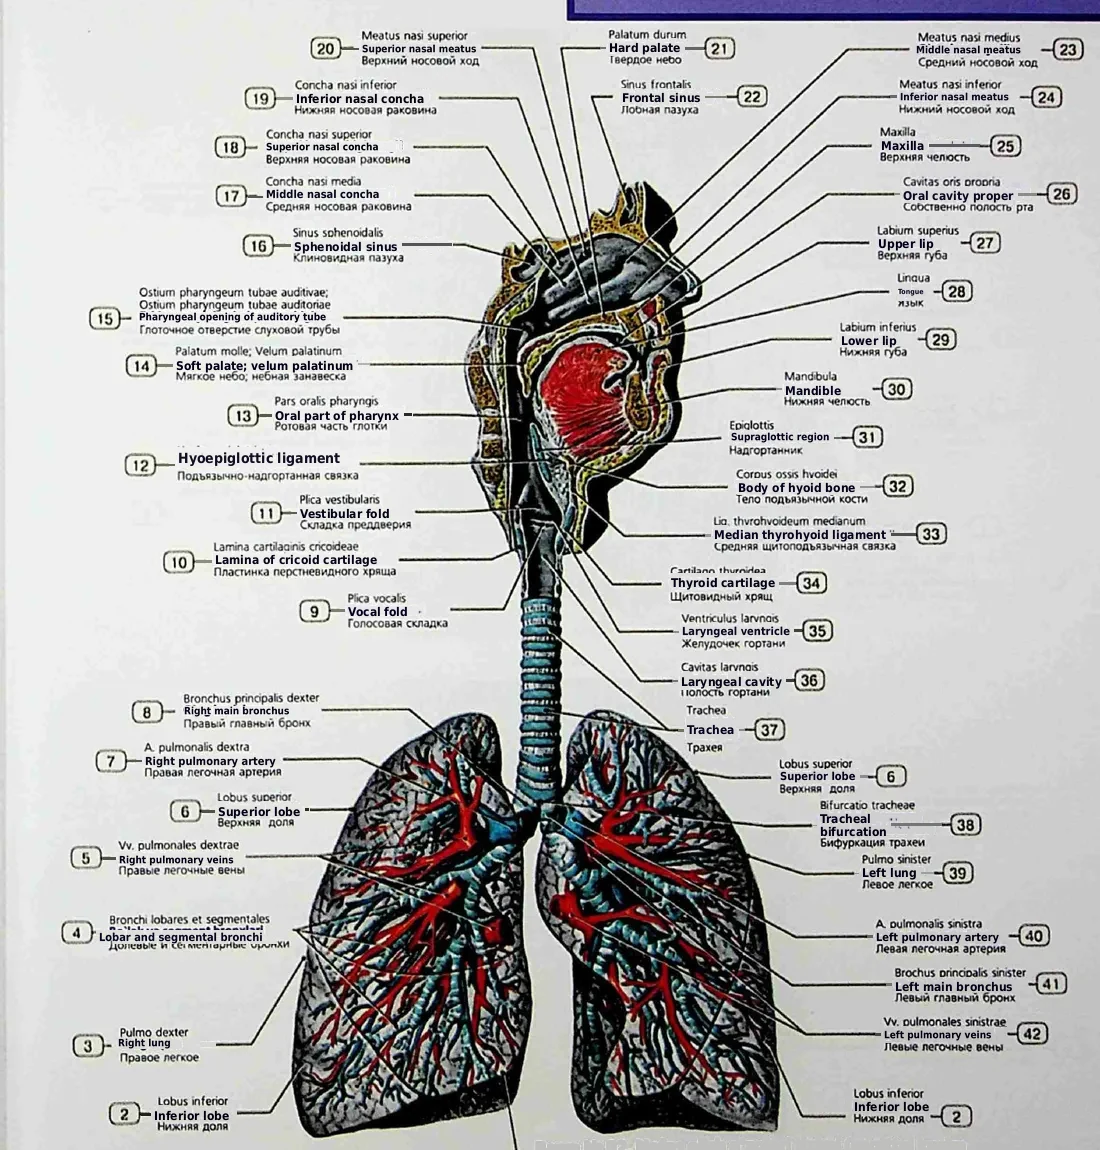 20
Meatus nasi superior
Superior nasal meatus
Верхний носовой ход
19
Concha nasi inferior
Inferior nasal concha
Нижняя носовая раковина
18
Concha nasi superior
Superior nasal concha
Верхняя носовая раковина
17
Concha nasi media
Middle nasal concha
Средняя носовая раковина
16
Sinus sphenoidalis
Sphenoidal sinus
Клиновидная пазуха
15
Ostium pharyngeum tubae auditivae;
Ostium pharyngeum tubae auditoriae
Pharyngeal opening of auditory tube
Глоточное отверстие слуховой трубы
14
Palatum molle; Velum palatinum
Soft palate; velum palatinum
Мягкое небо; небная занавеска
13
Pars oralis pharyngis
Oral part of pharynx
Ротовая часть глотки
12
Hyoepiglottic ligament
Подъязычно-надгортанная связка
11
Plica vestibularis
Vestibular fold
Складка преддверия
10
Lamina cartilaginis cricoideae
Lamina of cricoid cartilage
Пластинка перстневидного хряща
9
Plica vocalis
Vocal fold
Голосовая складка
8
Bronchus principalis dexter
Right main bronchus
Правый главный бронх
7
A. pulmonalis dextra
Right pulmonary artery
Правая легочная артерия
6
Lobus superior
Superior lobe
Верхняя доля
5
Vv. pulmonales dextrae
Right pulmonary veins
Правые легочные вены
4
Bronchi lobares et segmentales
Lobar and segmental bronchi
Долевые и сегментарные бронхи
3
Pulmo dexter
Right lung
Правое легкое
2
Lobus inferior
Inferior lobe
Нижняя доля
21
Palatum durum
Hard palate
Твердое небо
22
Sinus frontalis
Frontal sinus
Лобная пазуха
23
Meatus nasi medius
Middle nasal meatus
Средний носовой ход
24
Meatus nasi inferior
Inferior nasal meatus
Нижний носовой ход
25
Maxilla
Maxilla
Верхняя челюсть
26
Cavitas oris propria
Oral cavity proper
Собственно полость рта
27
Labium superius
Upper lip
Верхняя губа
28
Lingua
Tongue
язык
29
Labium inferius
Lower lip
Нижняя губа
30
Mandibula
Mandible
Нижняя челюсть
31
Epiglottis
Supraglottic region
Надгортанник
32
Corpus ossis hyoidei
Body of hyoid bone
Тело подъязычной кости
33
Lig. thyrohyoideum medianum
Median thyrohyoid ligament
Средняя щитоподъязычная связка
34
Cartilago thyroidea
Thyroid cartilage
Щитовидный хрящ
35
Ventriculus laryngis
Laryngeal ventricle
Желудочек гортани
36
Cavitas laryngis
Laryngeal cavity
Полость гортани
37
Trachea
Trachea
Трахея
6
Lobus superior
Superior lobe
Верхняя доля
38
Bifurcatio tracheae
Tracheal
bifurcation
Бифуркация трахеи
39
Pulmo sinister
Left lung
Левое легкое
40
A. pulmonalis sinistra
Left pulmonary artery
Левая легочная артерия
41
Brochus principalis sinister
Left main bronchus
Левый главный бронх
42
Vv. pulmonales sinistrae
Left pulmonary veins
Левые легочные вены
2
Lobus inferior
Inferior lobe
Нижняя доля